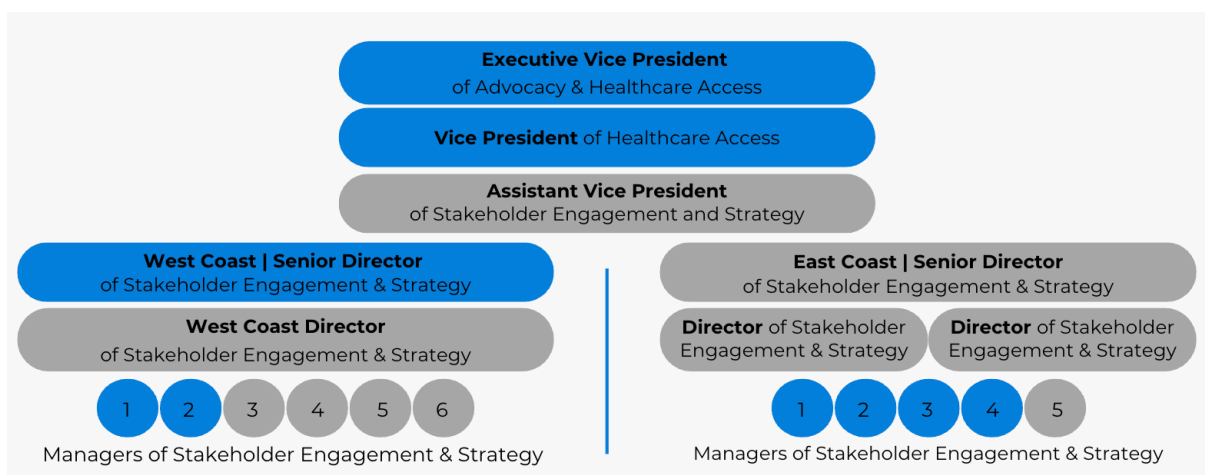 Executive Vice President
of Advocacy & Healthcare Access
Vice President of Healthcare Access
Assistant Vice President
of Stakeholder Engagement and Strategy
West Coast | Senior Director
of Stakeholder Engagement & Strategy
West Coast Director
of Stakeholder Engagement & Strategy
1 2 3 4 5 6
Managers of Stakeholder Engagement & Strategy
East Coast | Senior Director
of Stakeholder Engagement & Strategy
Director of Stakeholder
Engagement & Strategy
Director of Stakeholder
Engagement & Strategy
1 2 3 4 5
Managers of Stakeholder Engagement & Strategy